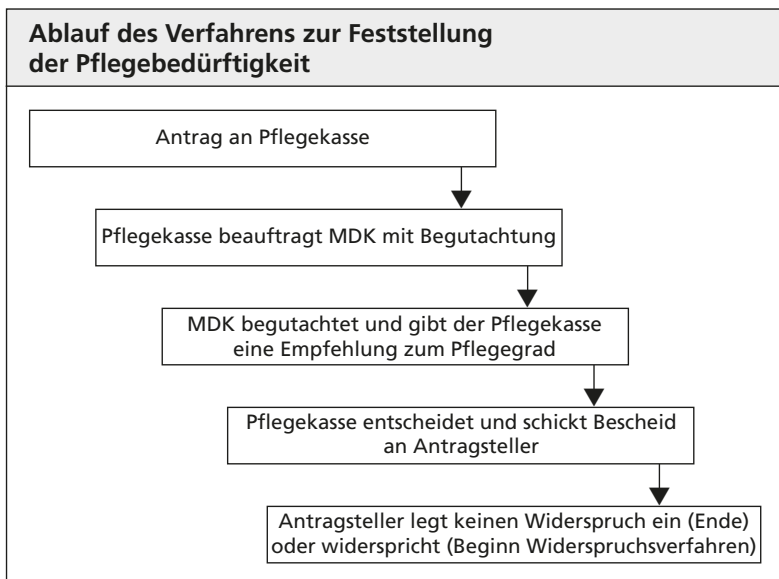 Ablauf des Verfahrens zur Feststellung
der Pflegebedürftigkeit
Antrag an Pflegekasse
Pflegekasse beauftragt MDK mit Begutachtung
MDK begutachtet und gibt der Pflegekasse
eine Empfehlung zum Pflegegrad
Pflegekasse entscheidet und schickt Bescheid
an Antragsteller
Antragsteller legt keinen Widerspruch ein (Ende)
oder widerspricht (Beginn Widerspruchsverfahren)